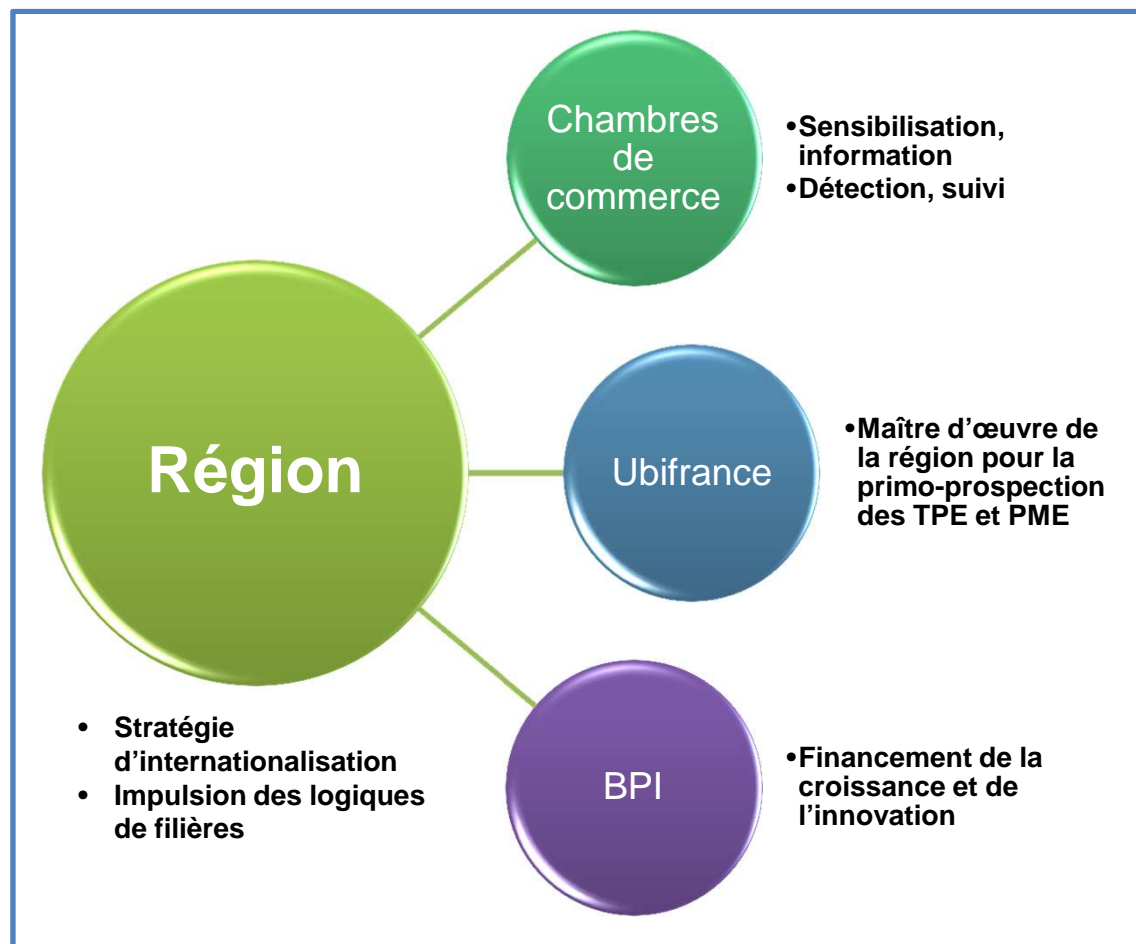 Chambres
de
commerce
•Sensibilisation,
information
•Détection, suivi
Région
Ubifrance
•Maître d’œuvre de
la région pour la
primo-prospection
des TPE et PME
• Stratégie
d’internationalisation
• Impulsion des logiques
de filières
BPI
•Financement de la
croissance et de
l’innovation